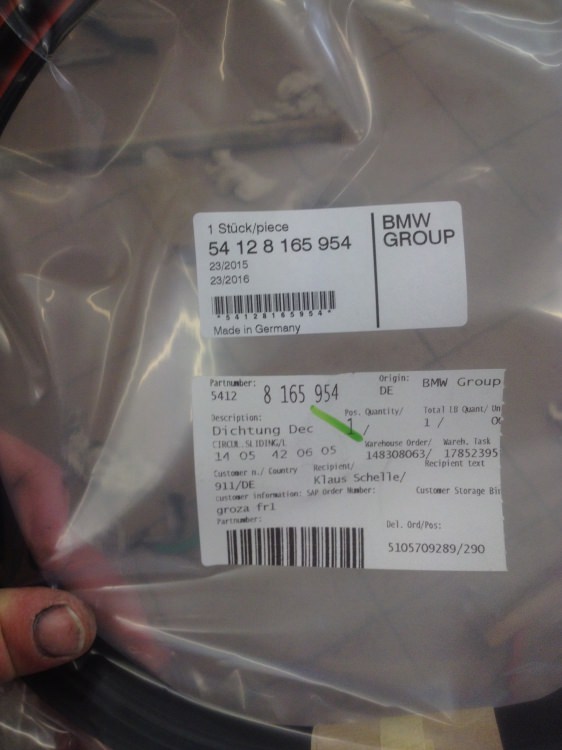 1 Stück/piece
54 12 8 165 954
23/2015
23/2016
*54128165954*
Made in Germany
BMW
GROUP
Partnumber:
5412 8 165 954
Origin:
DE
BMW Group
Description:
Dichtung Dec
Pos. Quantity/
1 /
Total IB Quant/ Un
1 /
CIRCUL.SLIDING/L
14 05 42 06 05
Warehouse Order/
148308063/
Wareh. Task
17852395
Customer n./ Country
911/DE
Recipient/
Klaus Schelle/
Recipient text
Customer information: SAP Order Number:
groza fr1
Customer Storage Bin
Partnumber:
Del. Ord/Pos:
5105709289/290